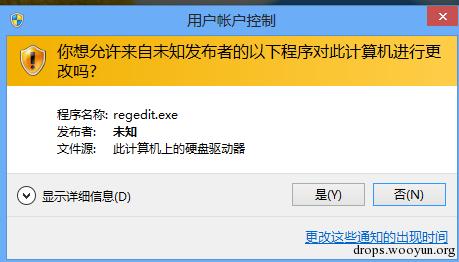 用户帐户控制
你想允许来自未知发布者的以下程序对此计算机进行更
改吗?
程序名称: regedit.exe
发布者: 未知
文件源: 此计算机上的硬盘驱动器
显示详细信息(D)
是(Y)
否(N)
更改这些通知的出现时间
drops.wooyun.org